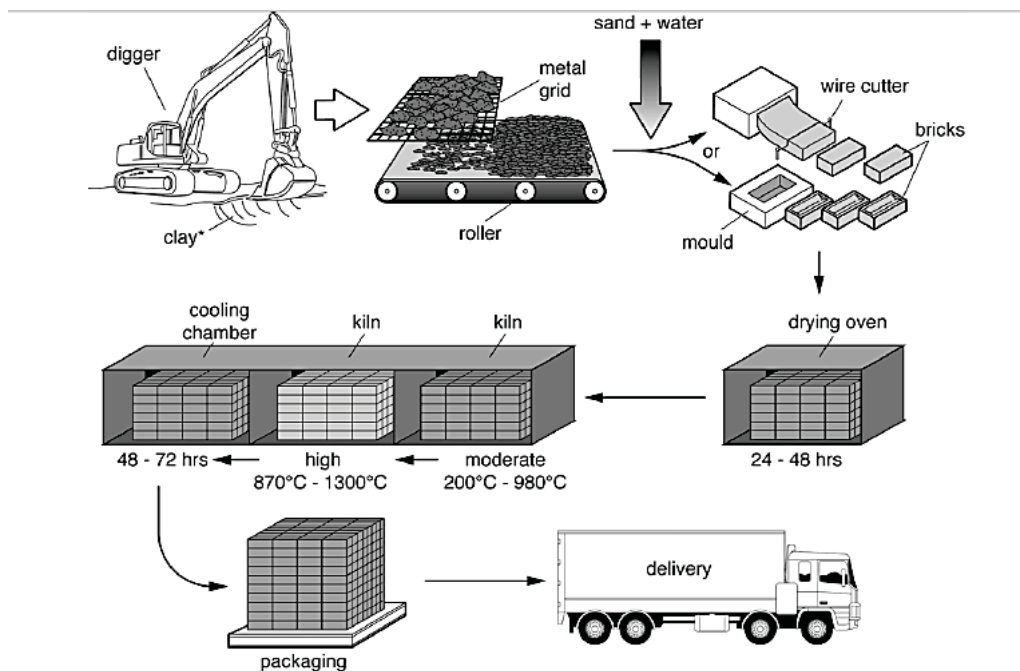 sand + water
digger
metal
grid
wire cutter
bricks
or
roller
clay*
mould
cooling
chamber
kiln
kiln
drying oven
48 - 72 hrs
high
870°C - 1300°C
moderate
200°C - 980°C
24 - 48 hrs
delivery
packaging